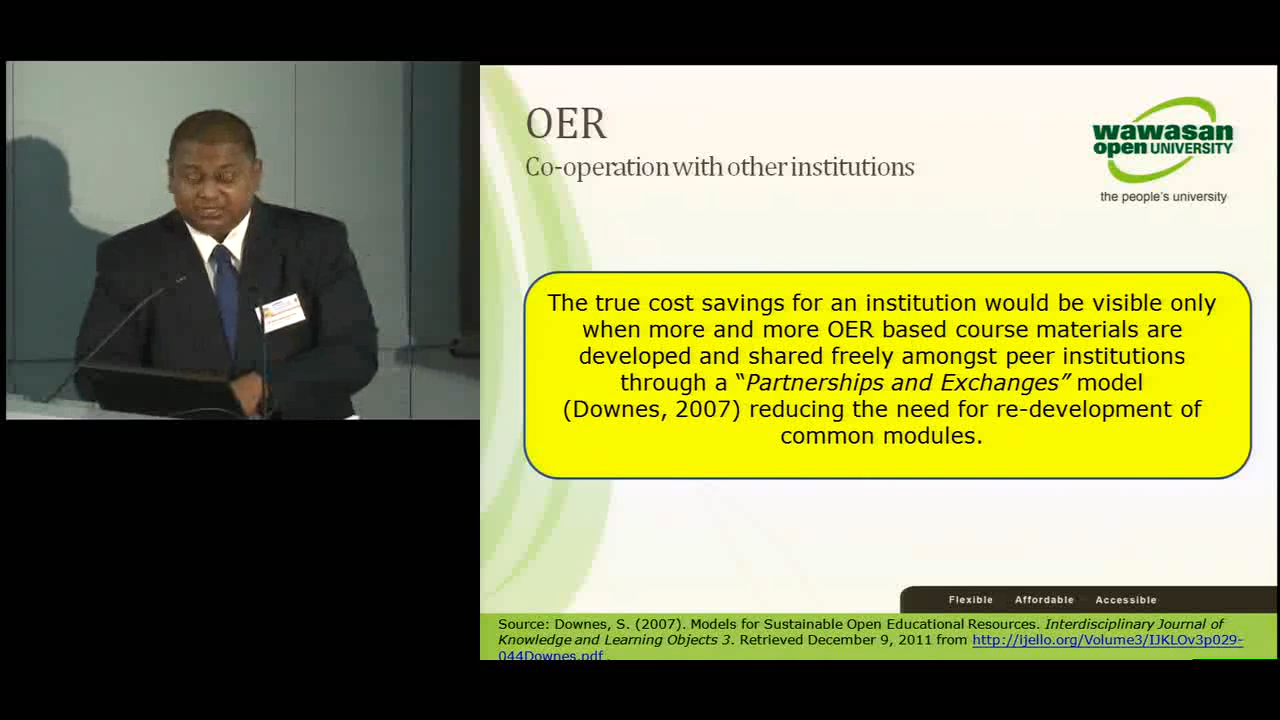 OER
Co-operation with other institutions
wawasan
open UNIVERSITY
the people's university
The true cost savings for an institution would be visible only
when more and more OER based course materials are
developed and shared freely amongst peer institutions
through a “Partnerships and Exchanges” model
(Downes, 2007) reducing the need for re-development of
common modules.
Flexible Affordable Accessible
Source: Downes, S. (2007). Models for Sustainable Open Educational Resources. Interdisciplinary Journal of
Knowledge and Learning Objects 3. Retrieved December 9, 2011 from http://ijello.org/Volume3/IJKLOv3p029-
044Downes.pdf .